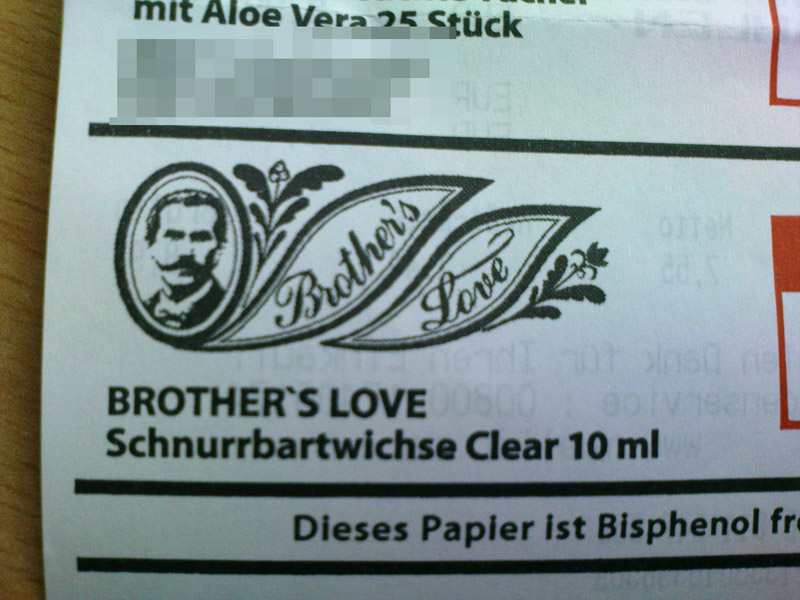 mit Aloe Vera 25 Stück
Brother's
Love
BROTHER`S LOVE
Schnurrbartwichse Clear 10 ml
Dieses Papier ist Bisphenol